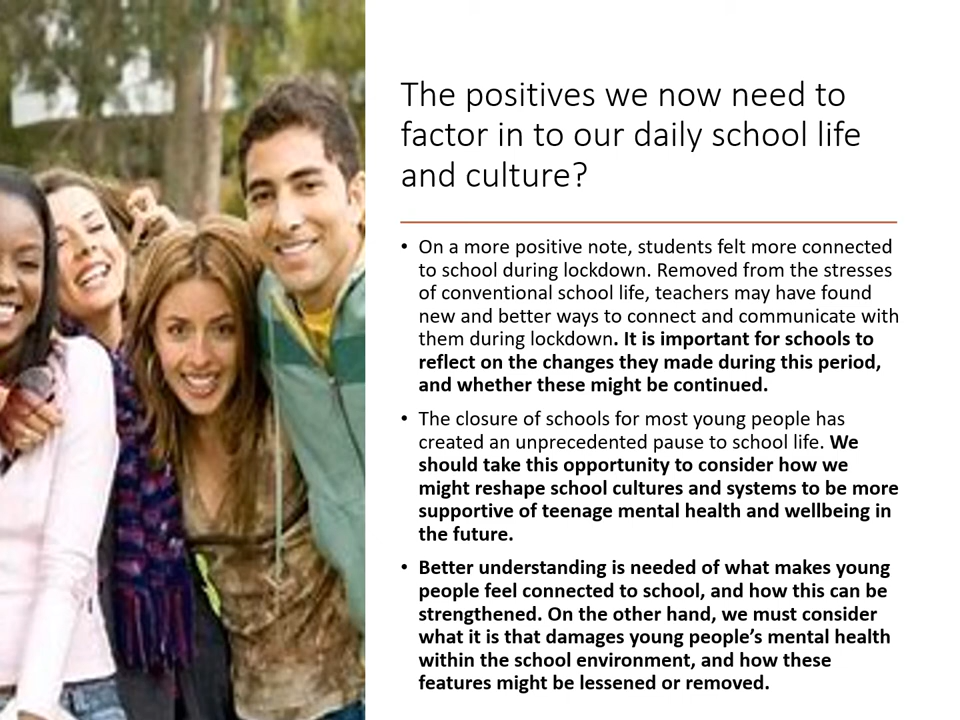 The positives we now need to
factor in to our daily school life
and culture?
• On a more positive note, students felt more connected
to school during lockdown. Removed from the stresses
of conventional school life, teachers may have found
new and better ways to connect and communicate with
them during lockdown. It is important for schools to
reflect on the changes they made during this period,
and whether these might be continued.
• The closure of schools for most young people has
created an unprecedented pause to school life. We
should take this opportunity to consider how we
might reshape school cultures and systems to be more
supportive of teenage mental health and wellbeing in
the future.
• Better understanding is needed of what makes young
people feel connected to school, and how this can be
strengthened. On the other hand, we must consider
what it is that damages young people’s mental health
within the school environment, and how these
features might be lessened or removed.